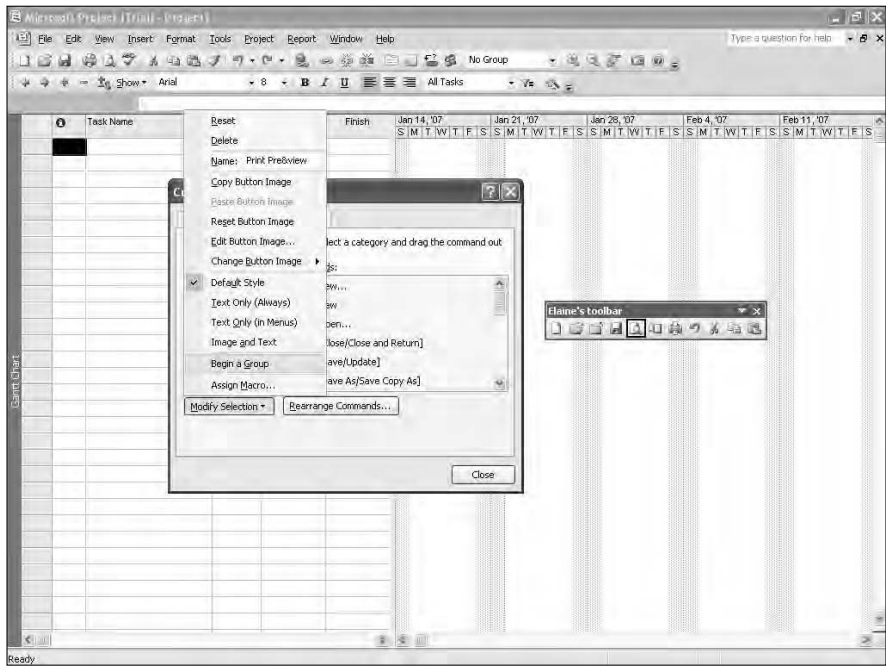 Microsoft Project (Trial) - Project1
File Edit View Insert Format Tools Project Report Window Help
Type a question for help
No Group
Show Arial 8 B I U All Tasks
Task Name
Finish
Jan 14, '07 Jan 21, '07 Jan 28, '07 Feb 4, '07 Feb 11, '07
S M T W T F S S M T W T F S S M T W T F S S M T W T F S S M T W T F S
Reset
Delete
Name: Print Pre&view
Copy Button Image
Paste Button Image
Reset Button Image
Edit Button Image...
Change Button Image
Default Style
Text Only (Always)
Text Only (in Menus)
Image and Text
Begin a Group
Assign Macro...
Cu
lect a category and drag the command out
ds:
ew...
ew
pen...
lose/Close and Return]
ave/Update]
ave As/Save Copy As]
Modify Selection
Rearrange Commands...
Close
Elaine's toolbar
Gantt Chart
Ready